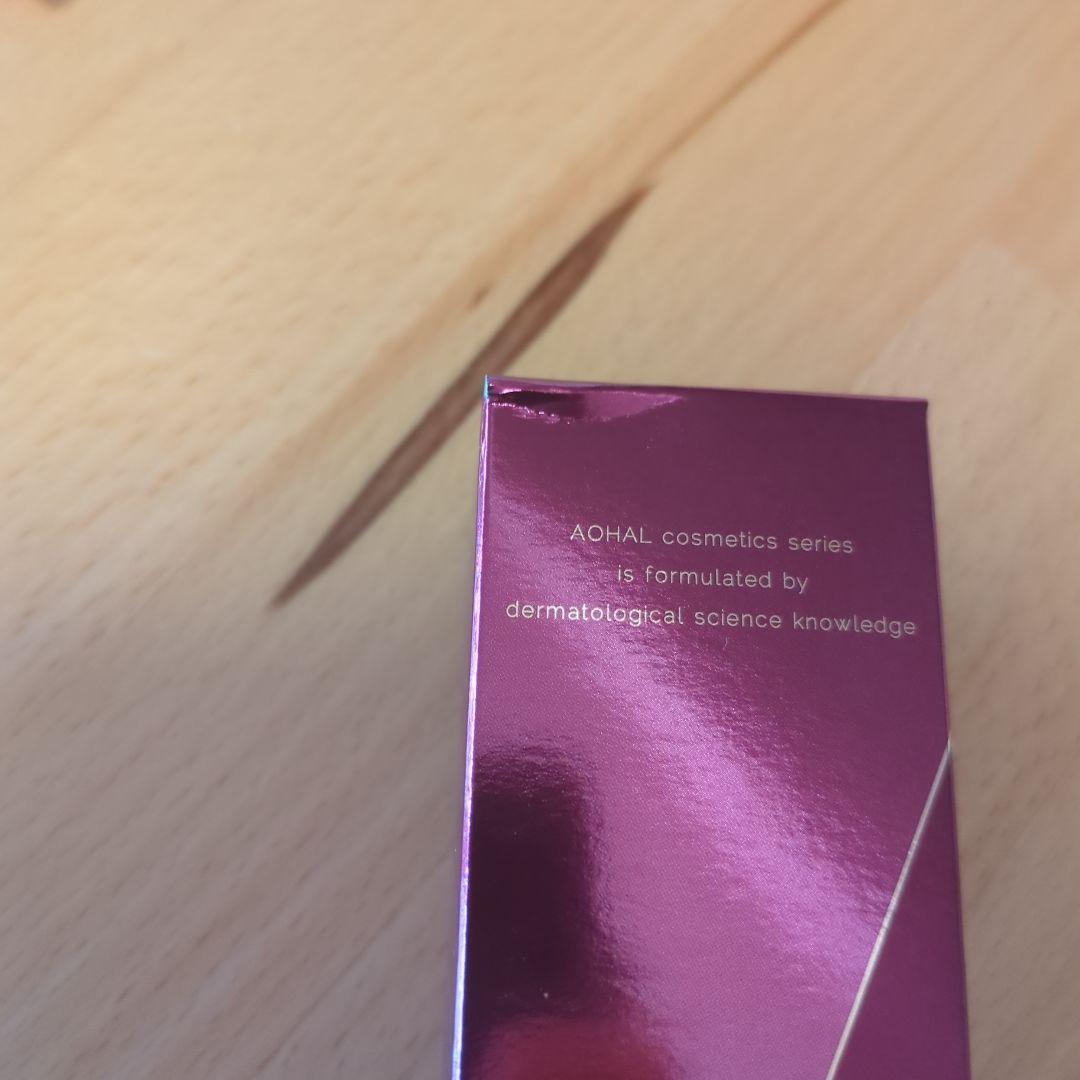 AOHAL cosmetics series
is formulated by
dermatological science knowledge